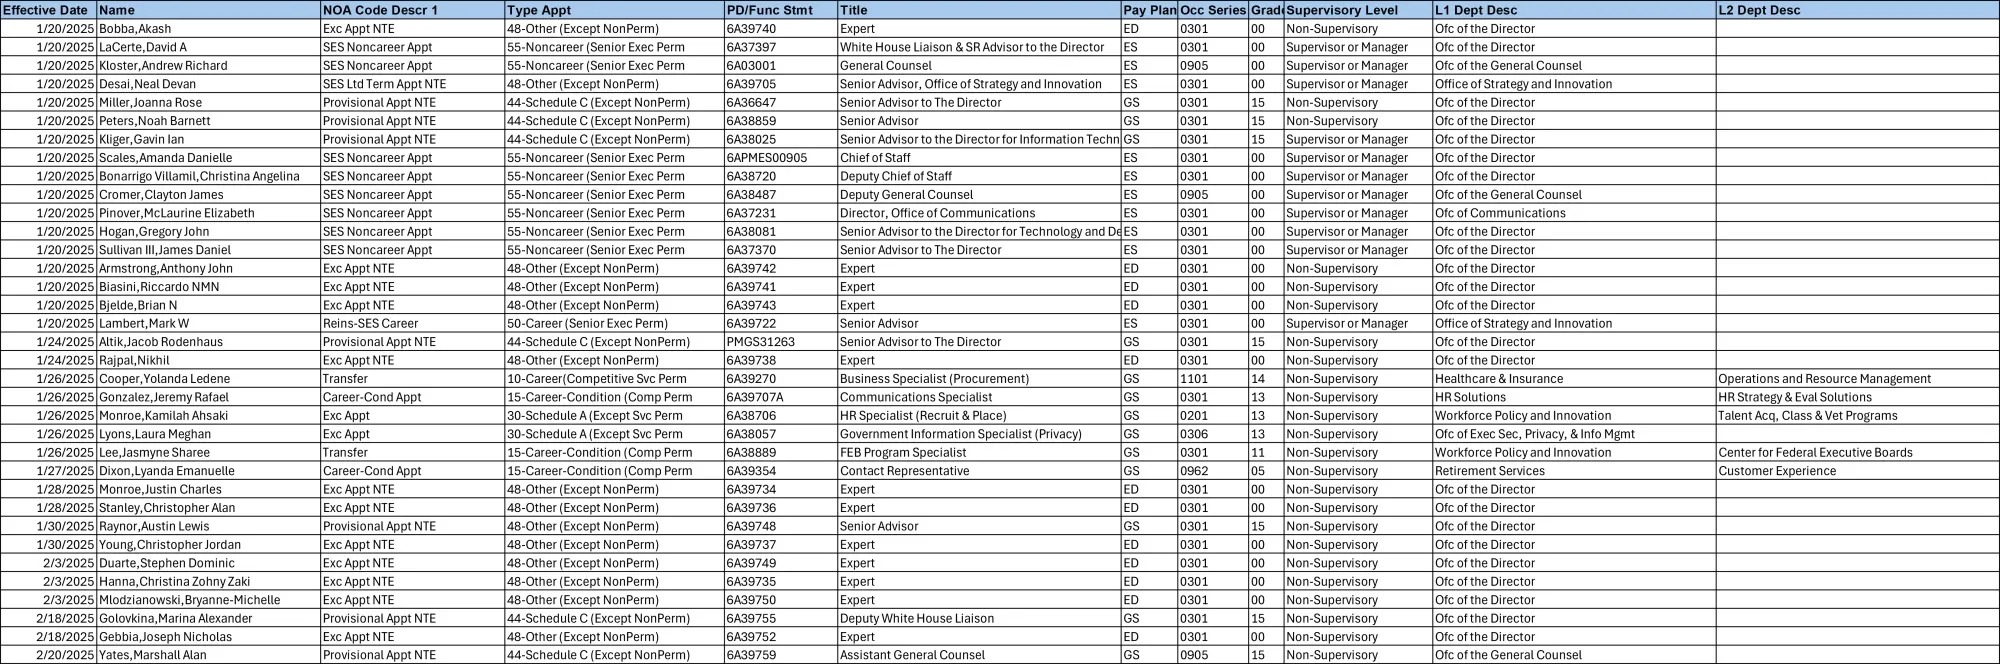 Effective Date Name NOA Code Descr 1 Type Appt PD/Func Stmt Title Pay Plan Occ Series Grade Supervisory Level L1 Dept Desc L2 Dept Desc
1/20/2025 Bobba,Akash Exc Appt NTE 48-Other (Except NonPerm) 6A39740 Expert ED 0301 00 Non-Supervisory Ofc of the Director
1/20/2025 LaCerte,David A SES Noncareer Appt 55-Noncareer (Senior Exec Perm 6A37397 White House Liaison & SR Advisor to the Director ES 0301 00 Supervisor or Manager Ofc of the Director
1/20/2025 Kloster,Andrew Richard SES Noncareer Appt 55-Noncareer (Senior Exec Perm 6A03001 General Counsel ES 0905 00 Supervisor or Manager Ofc of the General Counsel
1/20/2025 Desai,Neal Devan SES Ltd Term Appt NTE 48-Other (Except NonPerm) 6A39705 Senior Advisor, Office of Strategy and Innovation ES 0301 00 Supervisor or Manager Office of Strategy and Innovation
1/20/2025 Miller,Joanna Rose Provisional Appt NTE 44-Schedule C (Except NonPerm) 6A36647 Senior Advisor to The Director GS 0301 15 Non-Supervisory Ofc of the Director
1/20/2025 Peters,Noah Barnett Provisional Appt NTE 44-Schedule C (Except NonPerm) 6A38859 Senior Advisor GS 0301 15 Non-Supervisory Ofc of the Director
1/20/2025 Kliger,Gavin Ian Provisional Appt NTE 44-Schedule C (Except NonPerm) 6A38025 Senior Advisor to the Director for Information Techn GS 0301 15 Supervisor or Manager Ofc of the Director
1/20/2025 Scales,Amanda Danielle SES Noncareer Appt 55-Noncareer (Senior Exec Perm 6APMES00905 Chief of Staff ES 0301 00 Supervisor or Manager Ofc of the Director
1/20/2025 Bonarrigo Villamil,Christina Angelina SES Noncareer Appt 55-Noncareer (Senior Exec Perm 6A38720 Deputy Chief of Staff ES 0301 00 Supervisor or Manager Ofc of the Director
1/20/2025 Cromer,Clayton James SES Noncareer Appt 55-Noncareer (Senior Exec Perm 6A38487 Deputy General Counsel ES 0905 00 Supervisor or Manager Ofc of the General Counsel
1/20/2025 Pinover,McLaurine Elizabeth SES Noncareer Appt 55-Noncareer (Senior Exec Perm 6A37231 Director, Office of Communications ES 0301 00 Supervisor or Manager Ofc of Communications
1/20/2025 Hogan,Gregory John SES Noncareer Appt 55-Noncareer (Senior Exec Perm 6A38081 Senior Advisor to the Director for Technology and De ES 0301 00 Supervisor or Manager Ofc of the Director
1/20/2025 Sullivan III,James Daniel SES Noncareer Appt 55-Noncareer (Senior Exec Perm 6A37370 Senior Advisor to The Director ES 0301 00 Supervisor or Manager Ofc of the Director
1/20/2025 Armstrong,Anthony John Exc Appt NTE 48-Other (Except NonPerm) 6A39742 Expert ED 0301 00 Non-Supervisory Ofc of the Director
1/20/2025 Biasini,Riccardo NMN Exc Appt NTE 48-Other (Except NonPerm) 6A39741 Expert ED 0301 00 Non-Supervisory Ofc of the Director
1/20/2025 Bjelde,Brian N Exc Appt NTE 48-Other (Except NonPerm) 6A39743 Expert ED 0301 00 Non-Supervisory Ofc of the Director
1/20/2025 Lambert,Mark W Reins-SES Career 50-Career (Senior Exec Perm) 6A39722 Senior Advisor ES 0301 00 Supervisor or Manager Office of Strategy and Innovation
1/24/2025 Altik,Jacob Rodenhaus Provisional Appt NTE 44-Schedule C (Except NonPerm) PMGS31263 Senior Advisor to The Director GS 0301 15 Non-Supervisory Ofc of the Director
1/24/2025 Rajpal,Nikhil Exc Appt NTE 48-Other (Except NonPerm) 6A39738 Expert ED 0301 00 Non-Supervisory Ofc of the Director
1/26/2025 Cooper,Yolanda Ledene Transfer 10-Career(Competitive Svc Perm 6A39270 Business Specialist (Procurement) GS 1101 14 Non-Supervisory Healthcare & Insurance Operations and Resource Management
1/26/2025 Gonzalez,Jeremy Rafael Career-Cond Appt 15-Career-Condition (Comp Perm 6A39707A Communications Specialist GS 0301 13 Non-Supervisory HR Solutions HR Strategy & Eval Solutions
1/26/2025 Monroe,Kamilah Ahsaki Exc Appt 30-Schedule A (Except Svc Perm 6A38706 HR Specialist (Recruit & Place) GS 0201 13 Non-Supervisory Workforce Policy and Innovation Talent Acq, Class & Vet Programs
1/26/2025 Lyons,Laura Meghan Exc Appt 30-Schedule A (Except Svc Perm 6A38057 Government Information Specialist (Privacy) GS 0306 13 Non-Supervisory Ofc of Exec Sec, Privacy, & Info Mgmt
1/26/2025 Lee,Jasmyne Sharee Transfer 15-Career-Condition (Comp Perm 6A38889 FEB Program Specialist GS 0301 11 Non-Supervisory Workforce Policy and Innovation Center for Federal Executive Boards
1/27/2025 Dixon,Lyanda Emanuelle Career-Cond Appt 15-Career-Condition (Comp Perm 6A39354 Contact Representative GS 0962 05 Non-Supervisory Retirement Services Customer Experience
1/28/2025 Monroe,Justin Charles Exc Appt NTE 48-Other (Except NonPerm) 6A39734 Expert ED 0301 00 Non-Supervisory Ofc of the Director
1/28/2025 Stanley,Christopher Alan Exc Appt NTE 48-Other (Except NonPerm) 6A39736 Expert ED 0301 00 Non-Supervisory Ofc of the Director
1/30/2025 Raynor,Austin Lewis Provisional Appt NTE 48-Other (Except NonPerm) 6A39748 Senior Advisor GS 0301 15 Non-Supervisory Ofc of the Director
1/30/2025 Young,Christopher Jordan Exc Appt NTE 48-Other (Except NonPerm) 6A39737 Expert ED 0301 00 Non-Supervisory Ofc of the Director
2/3/2025 Duarte,Stephen Dominic Exc Appt NTE 48-Other (Except NonPerm) 6A39749 Expert ED 0301 00 Non-Supervisory Ofc of the Director
2/3/2025 Hanna,Christina Zohny Zaki Exc Appt NTE 48-Other (Except NonPerm) 6A39735 Expert ED 0301 00 Non-Supervisory Ofc of the Director
2/3/2025 Mlodzianowski,Bryanne-Michelle Exc Appt NTE 48-Other (Except NonPerm) 6A39750 Expert ED 0301 00 Non-Supervisory Ofc of the Director
2/18/2025 Golovkina,Marina Alexander Provisional Appt NTE 44-Schedule C (Except NonPerm) 6A39755 Deputy White House Liaison GS 0301 15 Non-Supervisory Ofc of the Director
2/18/2025 Gebbia,Joseph Nicholas Exc Appt NTE 48-Other (Except NonPerm) 6A39752 Expert ED 0301 00 Non-Supervisory Ofc of the Director
2/20/2025 Yates,Marshall Alan Provisional Appt NTE 44-Schedule C (Except NonPerm) 6A39759 Assistant General Counsel GS 0905 15 Non-Supervisory Ofc of the General Counsel